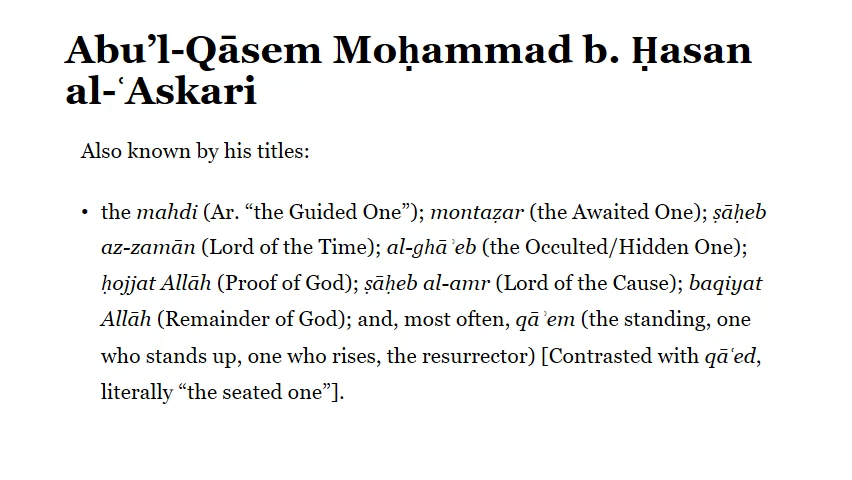 Abu’l-Qāsem Moḥammad b. Ḥasan
al-ʿAskari
Also known by his titles:
• the mahdi (Ar. “the Guided One”); montaẓar (the Awaited One); ṣāḥeb
az-zamān (Lord of the Time); al-ghāʾeb (the Occulted/Hidden One);
ḥojjat Allāh (Proof of God); ṣāḥeb al-amr (Lord of the Cause); baqiyat
Allāh (Remainder of God); and, most often, qāʾem (the standing, one
who stands up, one who rises, the resurrector) [Contrasted with qāʿed,
literally “the seated one”].